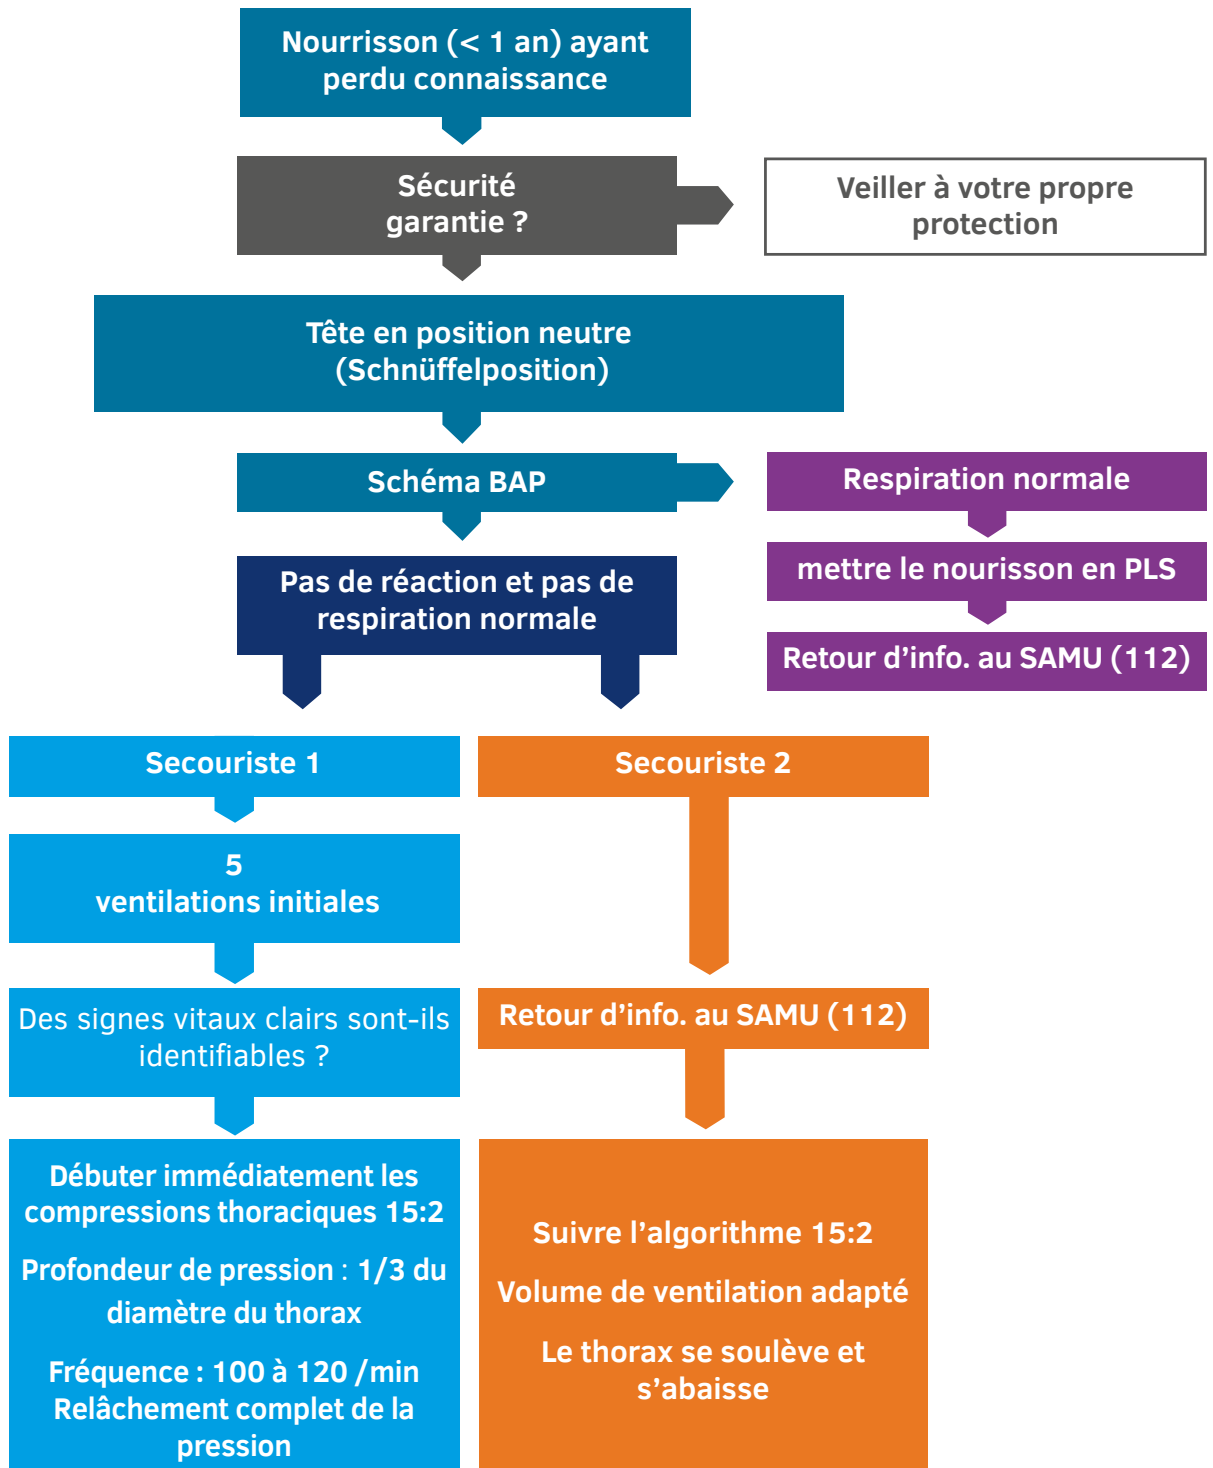 Nourrisson (< 1 an) ayant
perdu connaissance
Sécurité
garantie ?
Veiller à votre propre
protection
Tête en position neutre
(Schnüffelposition)
Schéma BAP
Respiration normale
mettre le nourisson en PLS
Retour d’info. au SAMU (112)
Pas de réaction et pas de
respiration normale
Secouriste 1
5
ventilations initiales
Des signes vitaux clairs sont-ils
identifiables ?
Débuter immédiatement les
compressions thoraciques 15:2
Profondeur de pression : 1/3 du
diamètre du thorax
Fréquence : 100 à 120 /min
Relâchement complet de la
pression
Secouriste 2
Retour d’info. au SAMU (112)
Suivre l’algorithme 15:2
Volume de ventilation adapté
Le thorax se soulève et
s’abaisse